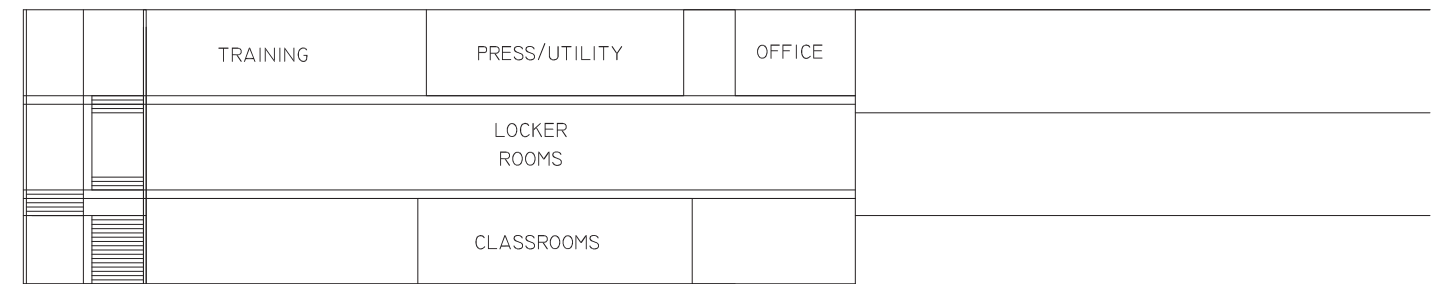 TRAINING
PRESS/UTILITY
OFFICE
LOCKER
ROOMS
CLASSROOMS